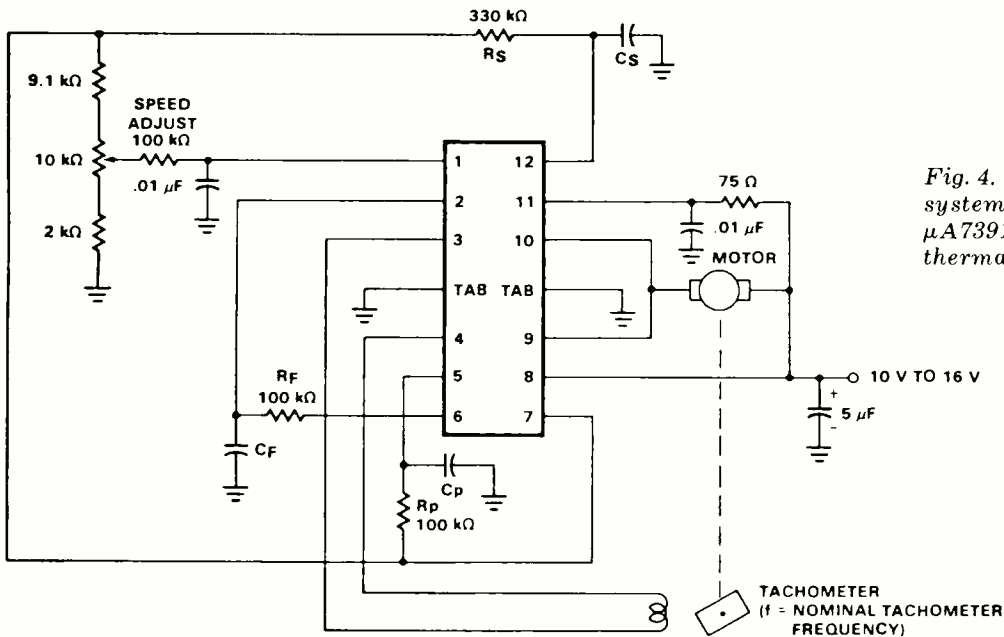 330 kΩ
RS
CS
9.1 kΩ
SPEED
ADJUST
100 kΩ
10 kΩ
.01 µF
2 kΩ
1
2
3
TAB
4
5
6
12
11
10
TAB
9
8
7
75 Ω
.01 µF
MOTOR
10 V TO 16 V
+
5 µF
-
RF
100 kΩ
CF
Cp
Rp
100 kΩ
TACHOMETER
(f = NOMINAL TACHOMETER
FREQUENCY)
Fig. 4.
system
µA7391
therma